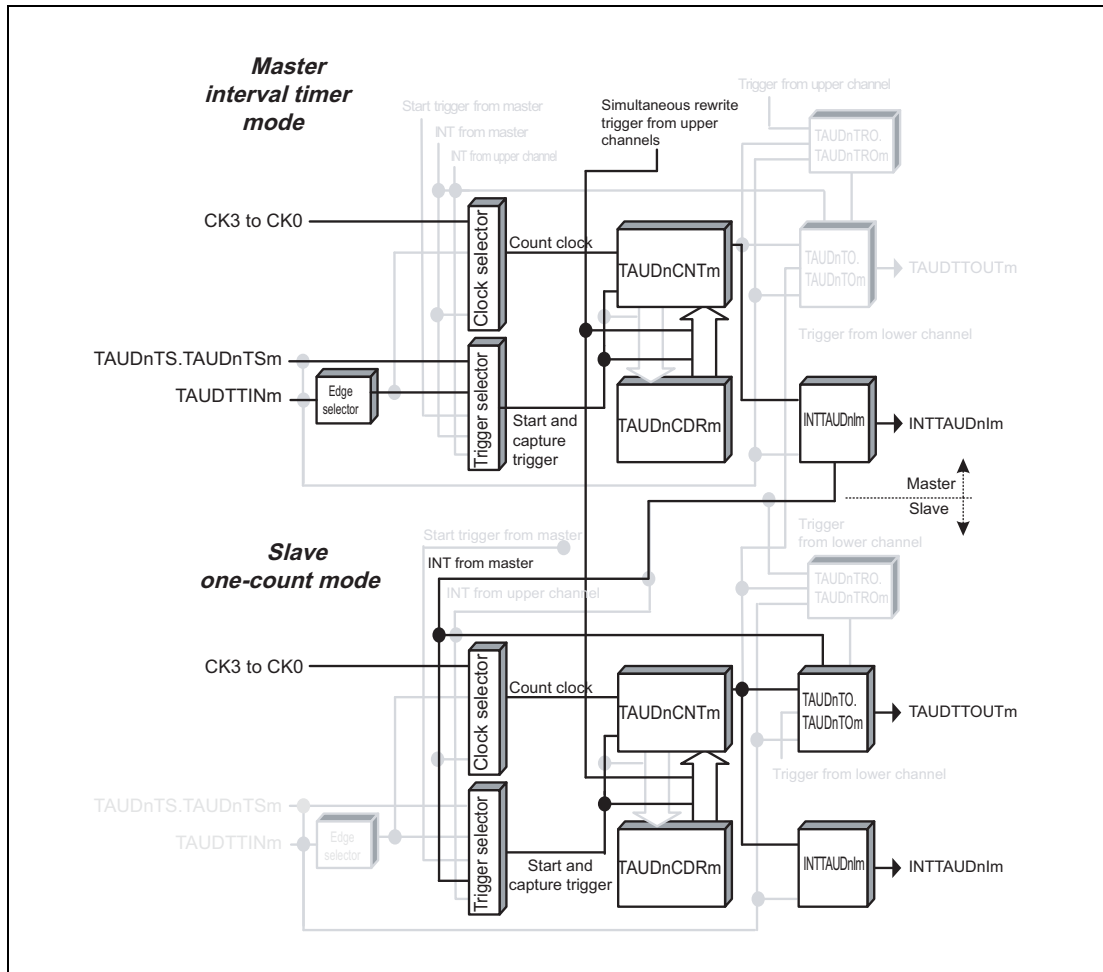 Master
interval timer
mode
Start trigger from master
INT from master
INT from upper channel
Simultaneous rewrite
trigger from upper
channels
Trigger from upper channel
TAUDnTRO.
TAUDnTROm
CK3 to CK0
Clock selector
Count clock
TAUDnCNTm
TAUDnTO.
TAUDnTOm
TAUDTTOUTm
Trigger from lower channel
TAUDnTS.TAUDnTSm
TAUDTTINm
Edge
selector
Trigger selector
Start and
capture
trigger
TAUDnCDRm
INTTAUDnIm
INTTAUDnIm
Master
Slave
Slave
one-count mode
Start trigger from master
INT from master
INT from upper channel
Trigger
from lower channel
TAUDnTRO.
TAUDnTROm
CK3 to CK0
Clock selector
Count clock
TAUDnCNTm
TAUDnTO.
TAUDnTOm
TAUDTTOUTm
Trigger from lower channel
TAUDnTS.TAUDnTSm
TAUDTTINm
Edge
selector
Trigger selector
Start and
capture trigger
TAUDnCDRm
INTTAUDnIm
INTTAUDnIm